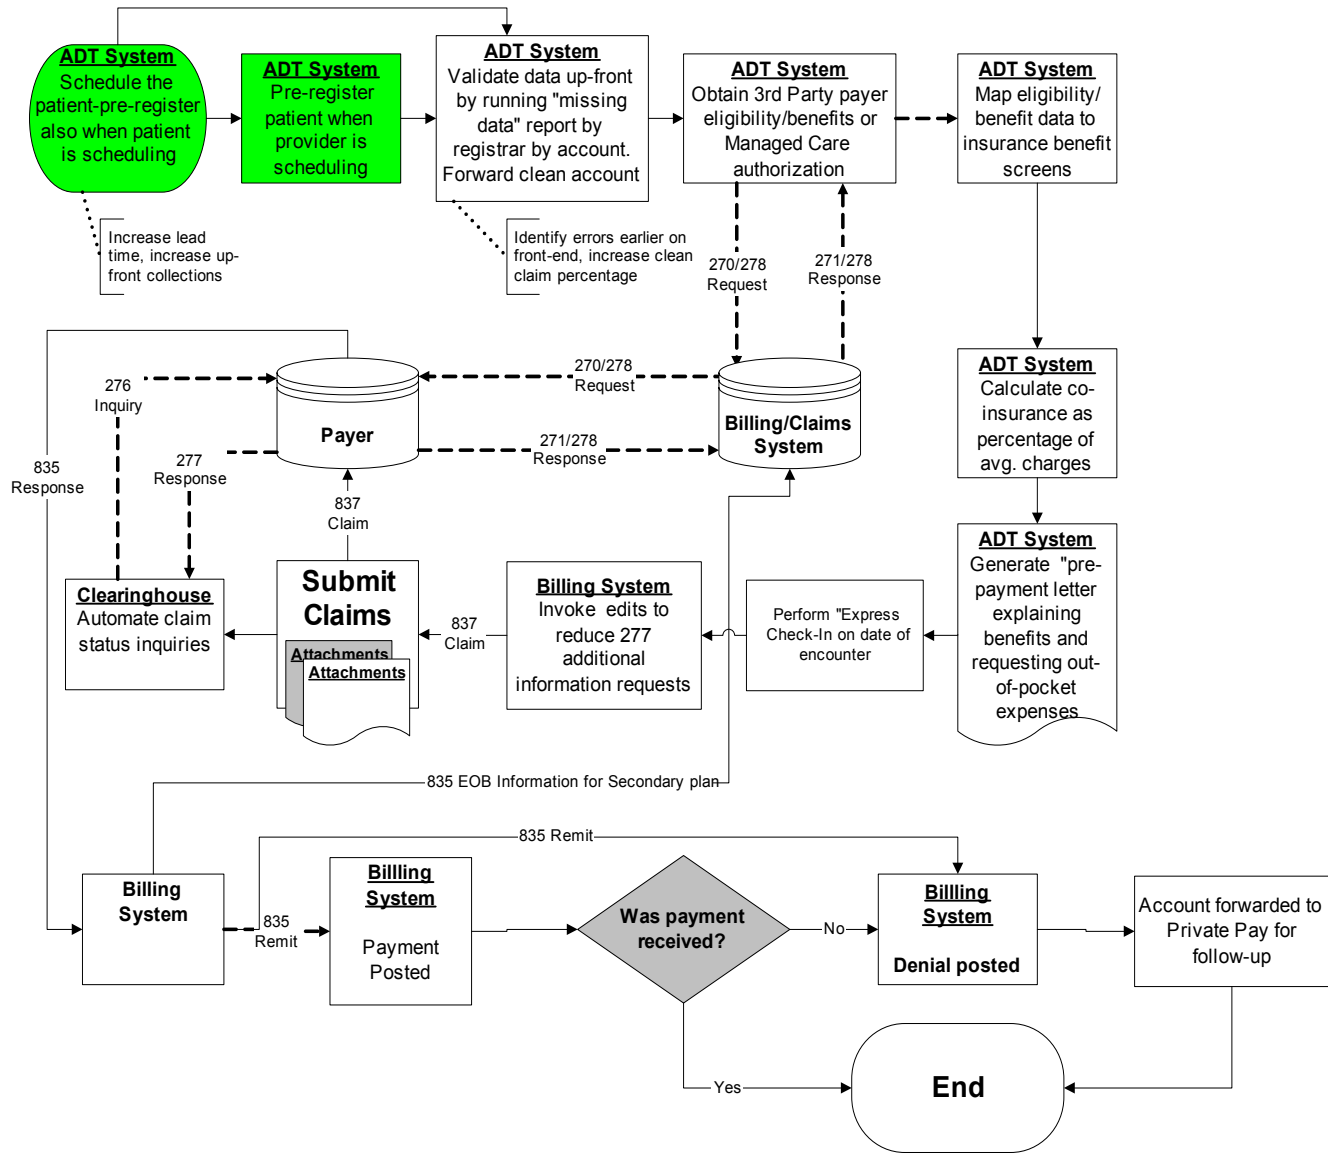 ADT System
Schedule the
patient-pre-register
also when patient
is scheduling
ADT System
Pre-register
patient when
provider is
scheduling
ADT System
Validate data up-front
by running "missing
data" report by
registrar by account.
Forward clean account
ADT System
Obtain 3rd Party payer
eligibility/benefits or
Managed Care
authorization
ADT System
Map eligibility/
benefit data to
insurance benefit
screens
Increase lead
time, increase up-
front collections
Identify errors earlier on
front-end, increase clean
claim percentage
270/278
Request
271/278
Response
276
Inquiry
270/278
Request
Payer
Billing/Claims
System
ADT System
Calculate co-
insurance as
percentage of
avg. charges
835
Response
277
Response
271/278
Response
837
Claim
Clearinghouse
Automate claim
status inquiries
Submit
Claims
Attachments
Attachments
837
Claim
Billing System
Invoke edits to
reduce 277
additional
information requests
Perform "Express
Check-In on date of
encounter
ADT System
Generate "pre-
payment letter
explaining
benefits and
requesting out-
of-pocket
expenses
835 EOB Information for Secondary plan
835 Remit
Billing
System
835
Remit
Billling
System
Payment
Posted
Was payment
received?
No
Billling
System
Denial posted
Account forwarded to
Private Pay for
follow-up
Yes
End